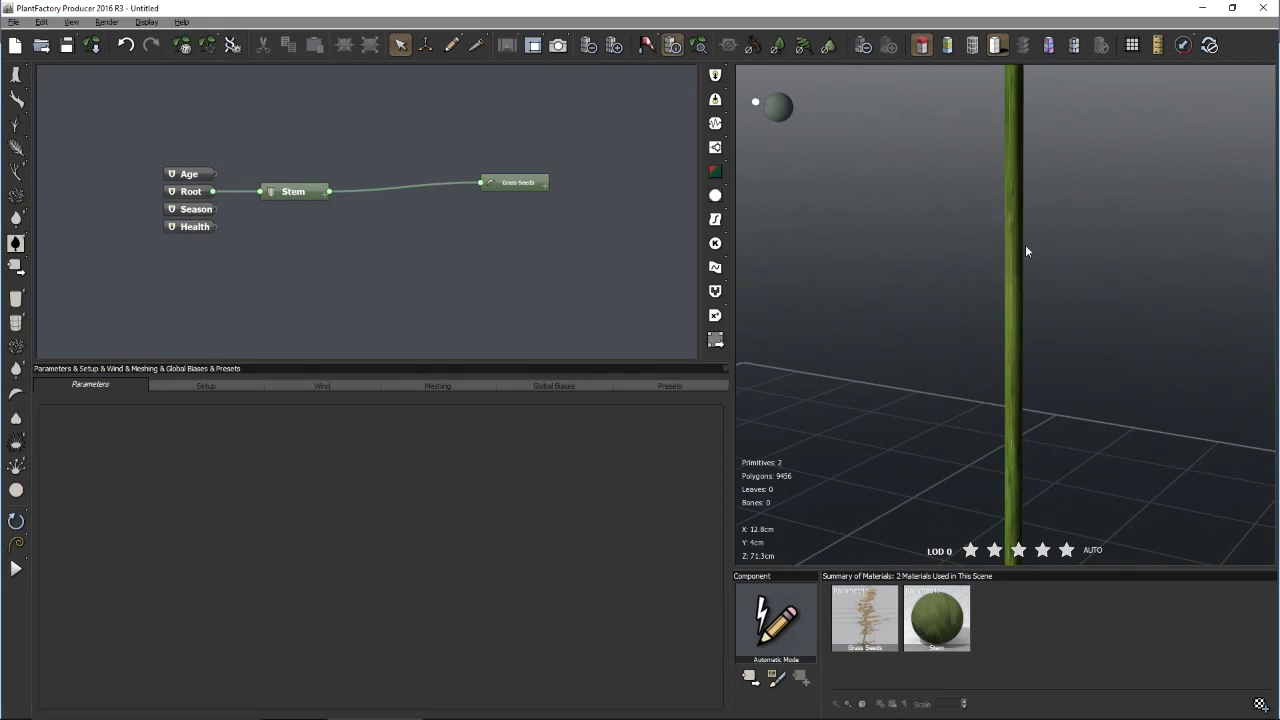 PlantFactory Producer 2016 R3 - Untitled
File Edit View Render Display Help
Age
Root
Season
Health
Stem
Grass Seeds
Parameters & Setup & Wind & Meshing & Global Biases & Presets
Parameters Setup Wind Meshing Global Biases Presets
Primitives: 2
Polygons: 9456
Leaves: 0
Bones: 0
X: 12.8cm
Y: 4cm
Z: 71.3cm
LOD 0 AUTO
Component
Automatic Mode
Summary of Materials: 2 Materials Used in This Scene
Grass Seeds
Stem
Scale